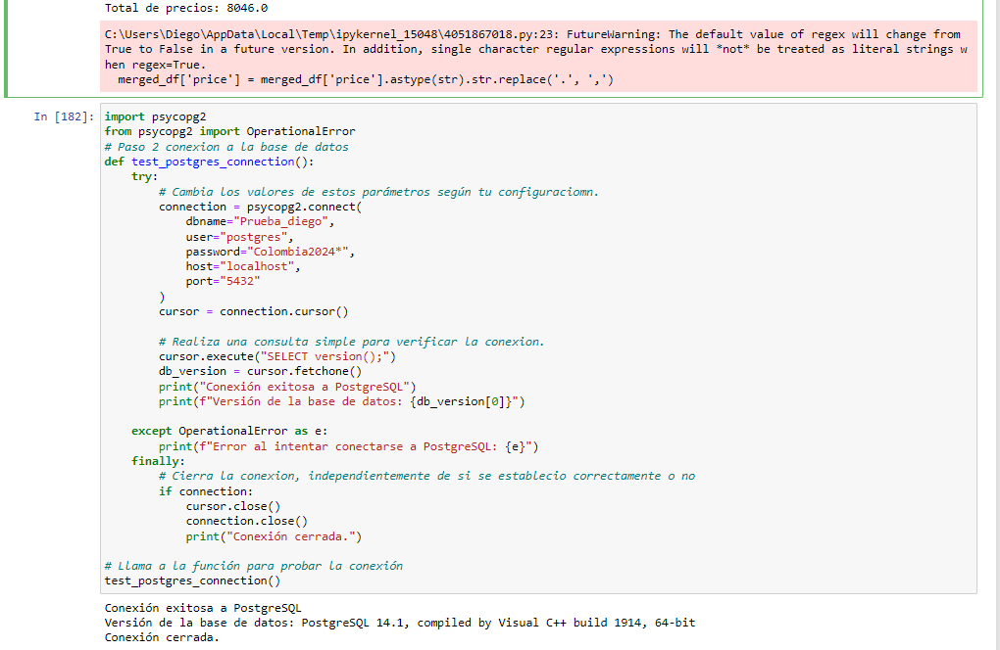 Total de precios: 8046.0
C:\Users\Diego\AppData\Local\Temp\ipykernel_15048\4051867018.py:23: FutureWarning: The default value of regex will change from
True to False in a future version. In addition, single character regular expressions will *not* be treated as literal strings w
hen regex=True.
  merged_df['price'] = merged_df['price'].astype(str).str.replace('.', ',')
In [182]: import psycopg2
from psycopg2 import OperationalError
# Paso 2 conexion a la base de datos
def test_postgres_connection():
    try:
        # Cambia los valores de estos parámetros según tu configuraciomn.
        connection = psycopg2.connect(
            dbname="Prueba_diego",
            user="postgres",
            password="Colombia2024*",
            host="localhost",
            port="5432"
        )
        cursor = connection.cursor()
        # Realiza una consulta simple para verificar la conexion.
        cursor.execute("SELECT version();")
        db_version = cursor.fetchone()
        print("Conexión exitosa a PostgreSQL")
        print(f"Versión de la base de datos: {db_version[0]}")
    except OperationalError as e:
        print(f"Error al intentar conectarse a PostgreSQL: {e}")
    finally:
        # Cierra la conexion, independientemente de si se establecio correctamente o no
        if connection:
            cursor.close()
            connection.close()
            print("Conexión cerrada.")
# Llama a la función para probar la conexión
test_postgres_connection()
Conexión exitosa a PostgreSQL
Versión de la base de datos: PostgreSQL 14.1, compiled by Visual C++ build 1914, 64-bit
Conexión cerrada.